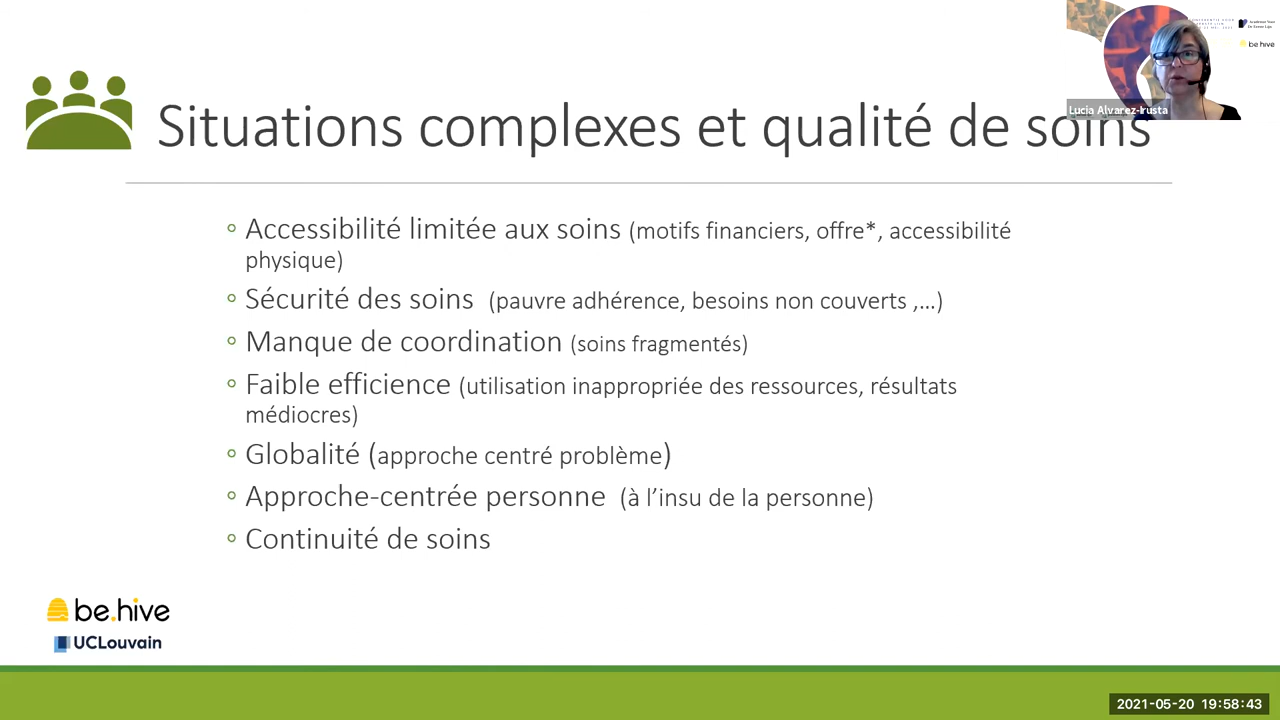 be.hive
Lucia Alvarez-Irusta
Situations complexes et qualité de soins
Accessibilité limitée aux soins (motifs financiers, offre*, accessibilité
physique)
Sécurité des soins (pauvre adhérence, besoins non couverts ,...)
Manque de coordination (soins fragmentés)
Faible efficience (utilisation inappropriée des ressources, résultats
médiocres)
Globalité (approche centré problème)
Approche-centrée personne (à l’insu de la personne)
Continuité de soins
be.hive
UCLouvain
2021-05-20 19:58:43